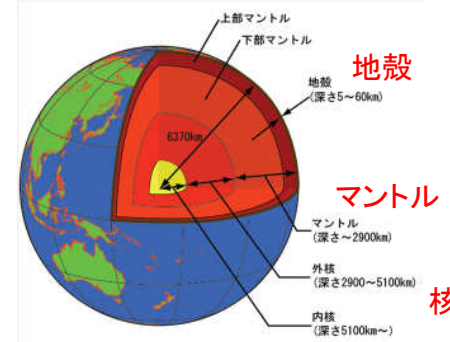 上部マントル
下部マントル
地殻
(深さ5～60km)
地殻
6370km
マントル
マントル
(深さ～2900km)
外核
(深さ2900～5100km)
核
内核
(深さ5100km～)